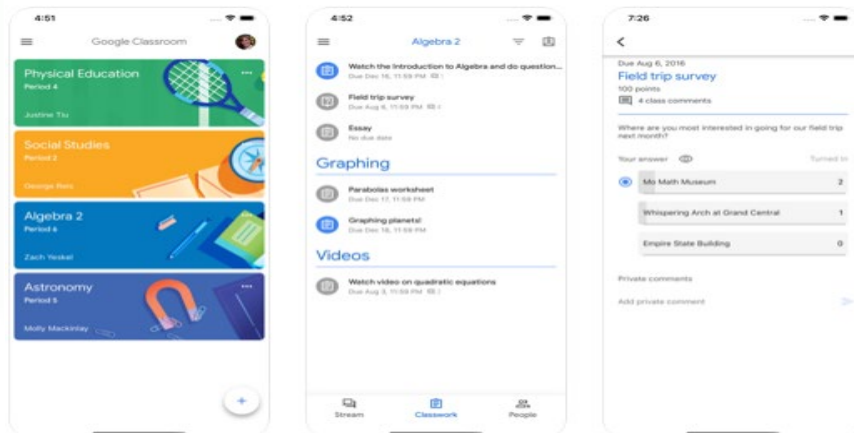 4:51
Google Classroom
Physical Education
Period 4
Justine Tiu
Social Studies
Period 2
George Reis
Algebra 2
Period 6
Zach Yeskel
Astronomy
Period 5
Molly Mackinlay
+
4:52
Algebra 2
Watch the Introduction to Algebra and do question...
Due Dec 16, 11:59 PM
Field trip survey
Due Aug 6, 11:59 PM
Essay
No due date
Graphing
Parabolas worksheet
Due Dec 17, 11:59 PM
Graphing planets!
Due Dec 18, 11:59 PM
Videos
Watch video on quadratic equations
Due Aug 3, 11:59 PM
Stream Classwork People
7:26
Due Aug 6, 2016
Field trip survey
100 points
4 class comments
Where are you most interested in going for our field trip
next month?
Your answer Turned in
Mo Math Museum 2
Whispering Arch at Grand Central 1
Empire State Building 0
Private comments
Add private comment